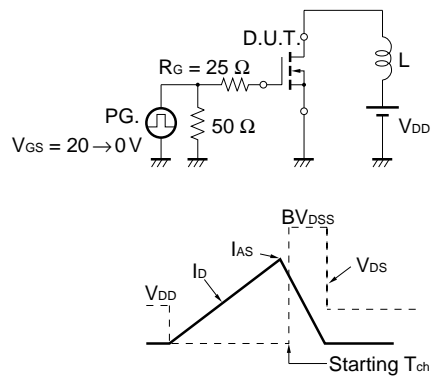 D.U.T.
RG = 25 Ω
L
PG.
50 Ω
VDD
VGS = 20 → 0 V
BVDSS
IAS
ID
VDS
VDD
Starting Tch